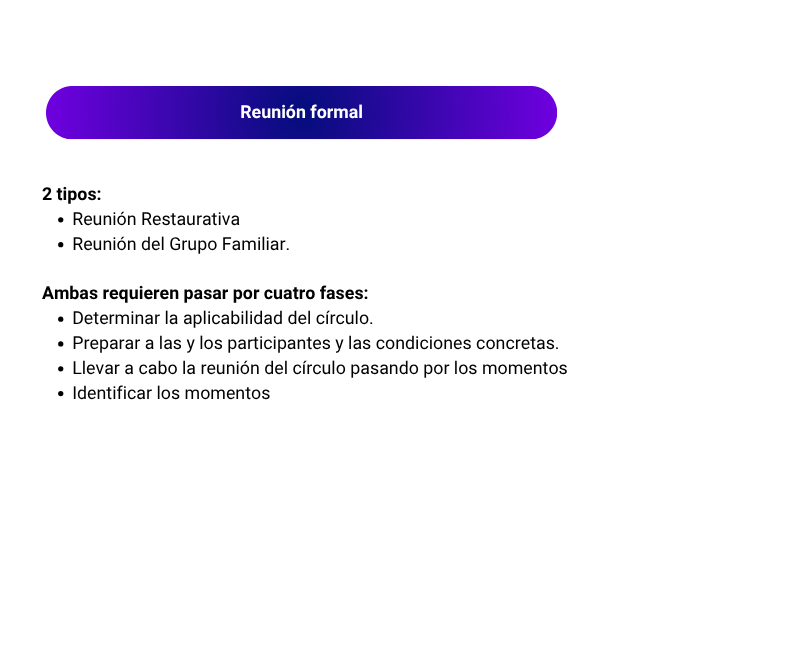 Reunión formal
2 tipos:
• Reunión Restaurativa
• Reunión del Grupo Familiar.
Ambas requieren pasar por cuatro fases:
• Determinar la aplicabilidad del círculo.
• Preparar a las y los participantes y las condiciones concretas.
• Llevar a cabo la reunión del círculo pasando por los momentos
• Identificar los momentos